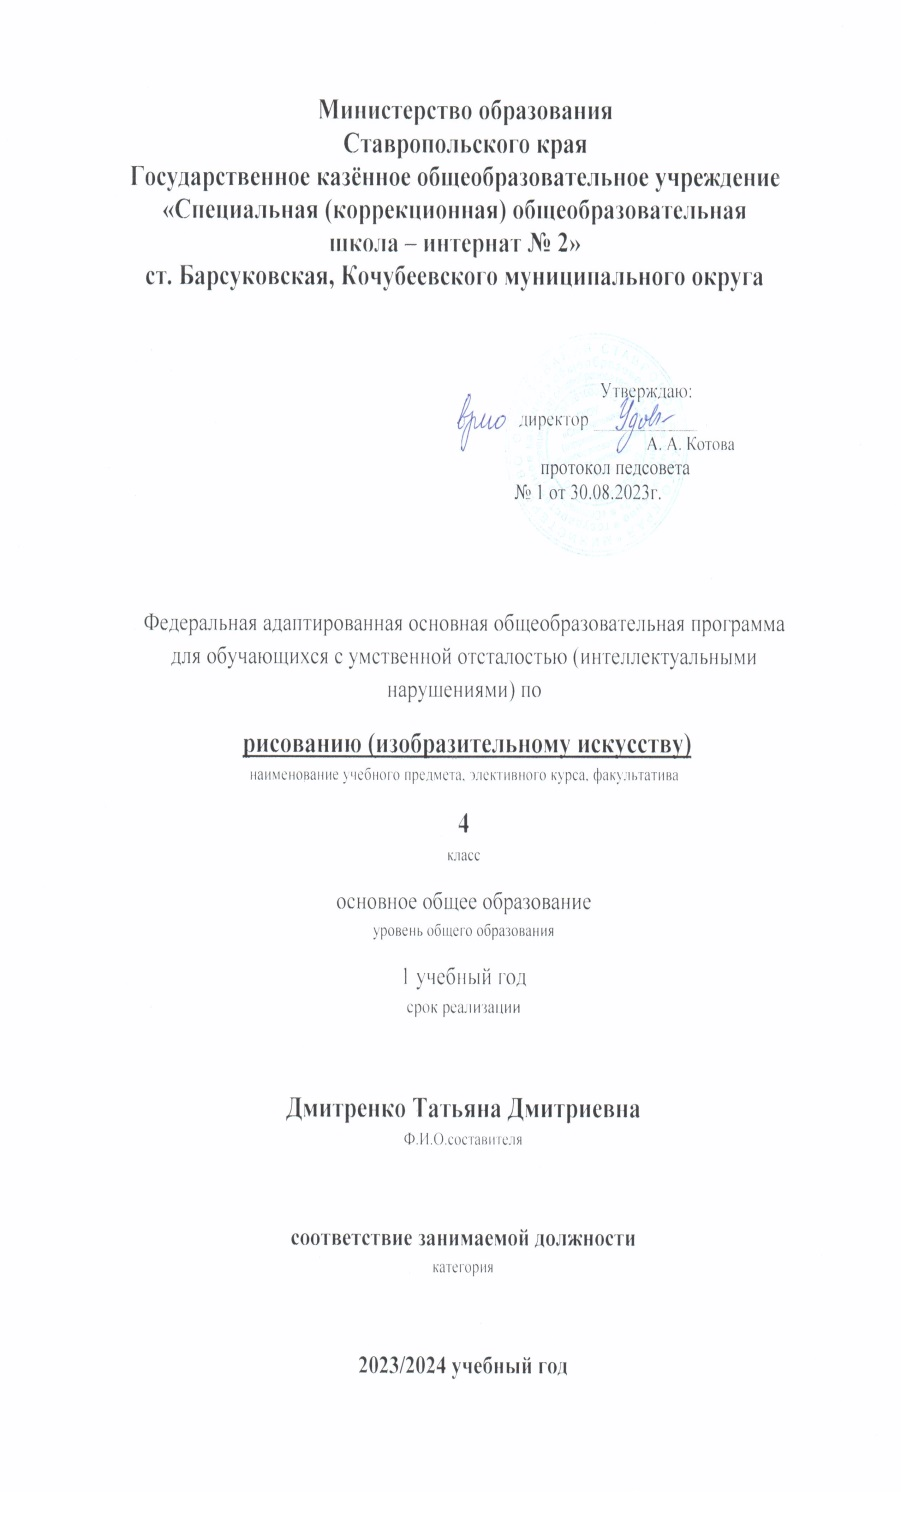 Министерство образования
Ставропольского края
Государственное казённое общеобразовательное учреждение
«Специальная (коррекционная) общеобразовательная
школа – интернат № 2»
ст. Барсуковская, Кочубеевского муниципального округа
Утверждаю:
врио директор
А. А. Котова
протокол педсовета
№ 1 от 30.08.2023г.
Федеральная адаптированная основная общеобразовательная программа
для обучающихся с умственной отсталостью (интеллектуальными
нарушениями) по
рисованию (изобразительному искусству)
наименование учебного предмета, элективного курса, факультатива
4
класс
основное общее образование
уровень общего образования
1 учебный год
срок реализации
Дмитренко Татьяна Дмитриевна
Ф.И.О.составителя
соответствие занимаемой должности
категория
2023/2024 учебный год